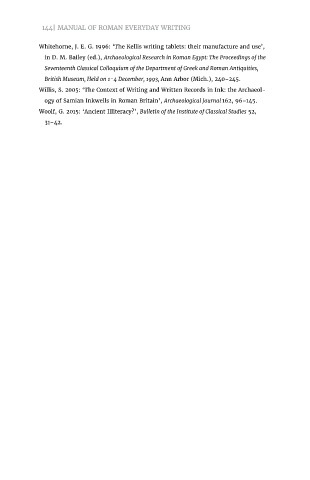 144| MANUAL OF ROMAN EVERYDAY WRITING
Whitehorne, J. E. G. 1996: ‘The Kellis writing tablets: their manufacture and use’,
in D. M. Bailey (ed.), Archaeological Research in Roman Egypt: The Proceedings of the
Seventeenth Classical Colloquium of the Department of Greek and Roman Antiquities,
British Museum, Held on 1–4 December, 1993, Ann Arbor (Mich.), 240–245.
Willis, S. 2005: ‘The Context of Writing and Written Records in Ink: the Archaeol-
ogy of Samian Inkwells in Roman Britain’, Archaeological Journal 162, 96–145.
Woolf, G. 2015: ‘Ancient Illiteracy?’, Bulletin of the Institute of Classical Studies 52,
31–42.